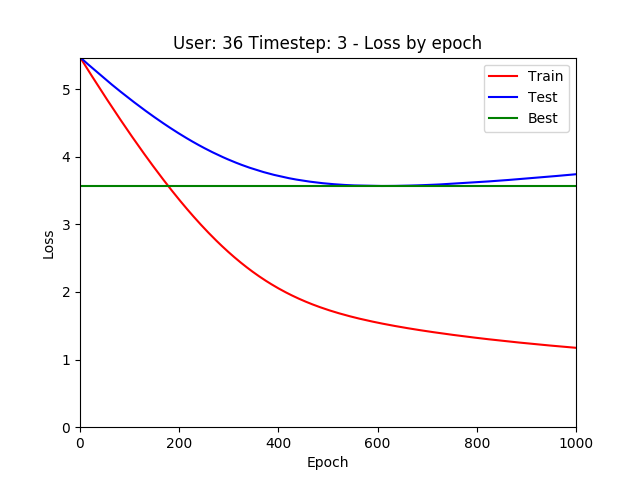 User: 36 Timestep: 3 - Loss by epoch
Train
Test
Best
5
4
3
2
1
0
Loss
0 200 400 600 800 1000
Epoch